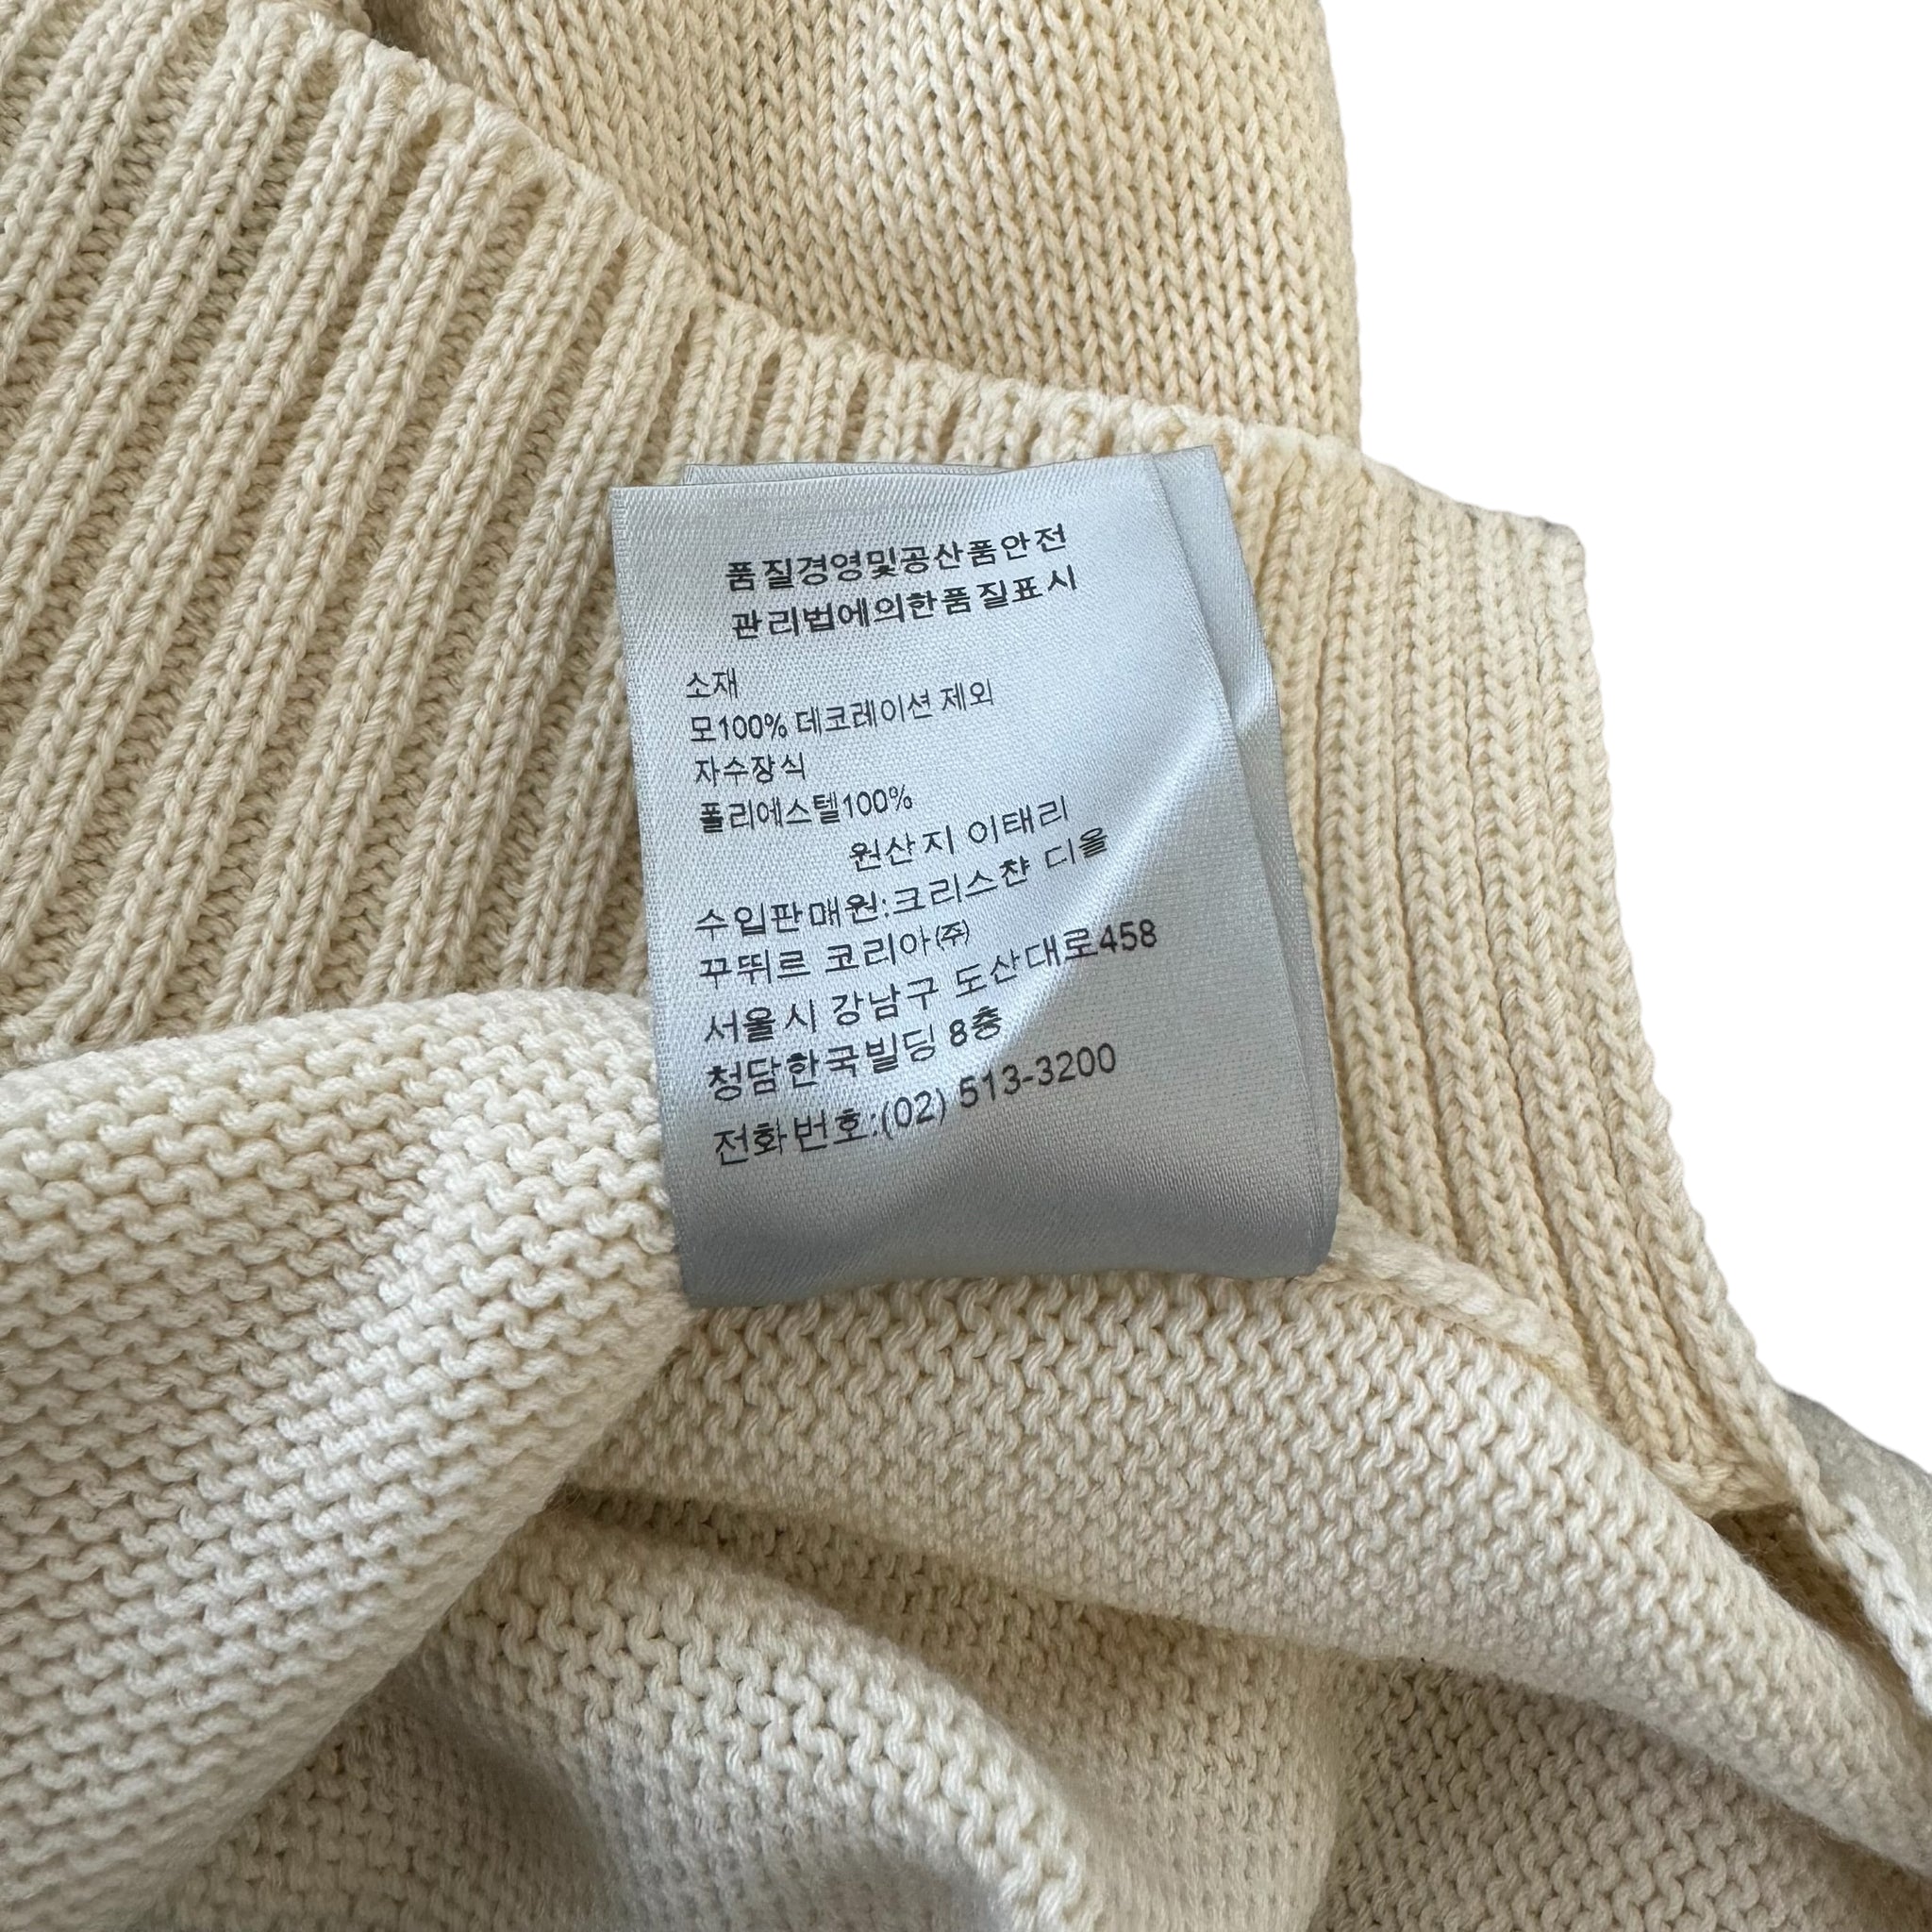 품질경영및공산품안전
관리법에의한품질표시
소재
모100% 데코레이션 제외
자수장식
폴리에스텔100%
원산지 이태리
수입판매원:크리스챤 디올
꾸뛰르 코리아(주)
서울시 강남구 도산대로458
청담한국빌딩 8층
전화번호:(02) 513-3200